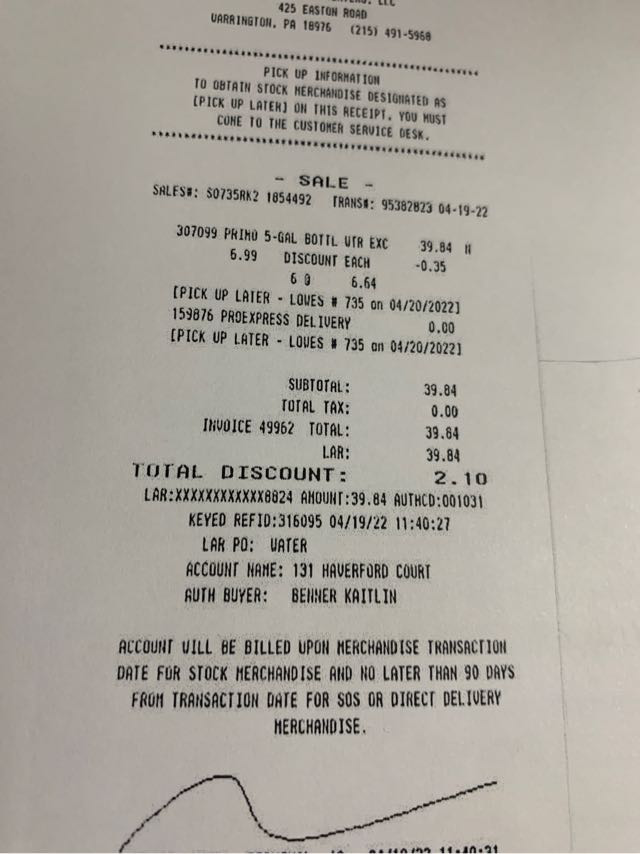 LLC
425 EASTON ROAD
WARRINGTON, PA 18976 (215) 491-5968
PICK UP INFORMATION
TO OBTAIN STOCK MERCHANDISE DESIGNATED AS
[PICK UP LATER] ON THIS RECEIPT, YOU MUST
COME TO THE CUSTOMER SERVICE DESK.
- SALE -
SALES#: S0735RK2 1854492 TRANS#: 95382823 04-19-22
307099 PRIMO 5-GAL BOTTL WTR EXC 39.84 N
6.99 DISCOUNT EACH -0.35
6 @ 6.64
[PICK UP LATER - LOWES # 735 on 04/20/2022]
159876 PROEXPRESS DELIVERY 0.00
[PICK UP LATER - LOWES # 735 on 04/20/2022]
SUBTOTAL: 39.84
TOTAL TAX: 0.00
INVOICE 49962 TOTAL: 39.84
LAR: 39.84
TOTAL DISCOUNT: 2.10
LAR:XXXXXXXXXXXX8824 AMOUNT:39.84 AUTHCD:001031
KEYED REFID:316095 04/19/22 11:40:27
LAR PO: WATER
ACCOUNT NAME: 131 HAVERFORD COURT
AUTH BUYER: BENNER KAITLIN
ACCOUNT WILL BE BILLED UPON MERCHANDISE TRANSACTION
DATE FOR STOCK MERCHANDISE AND NO LATER THAN 90 DAYS
FROM TRANSACTION DATE FOR SOS OR DIRECT DELIVERY
MERCHANDISE.